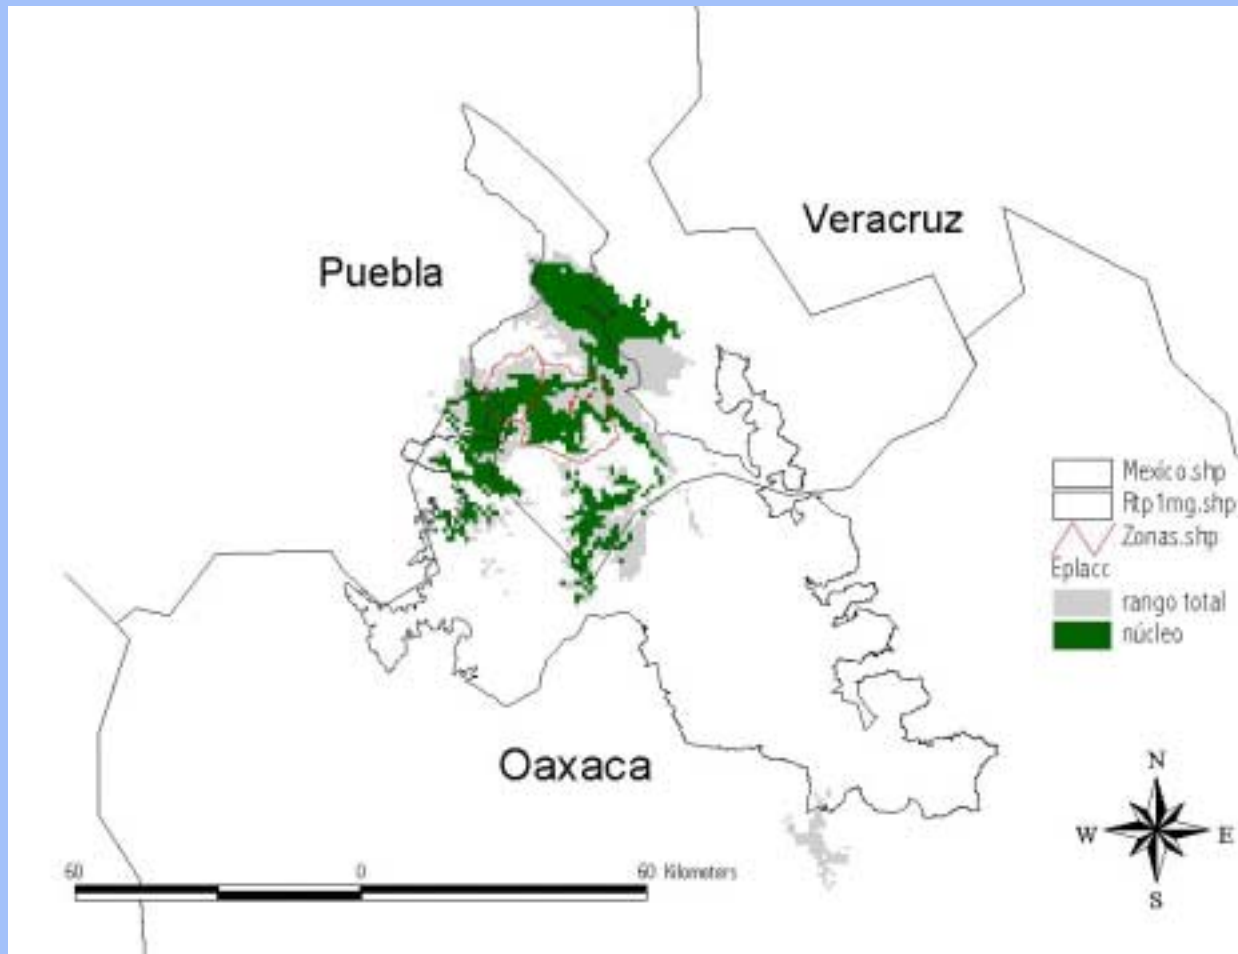 Veracruz
Puebla
Mexico.shp
Rtp1mg.shp
Zonas.shp
Eplacc
rango total
núcleo
Oaxaca
N
W E
S
60 0 60 Kilometers